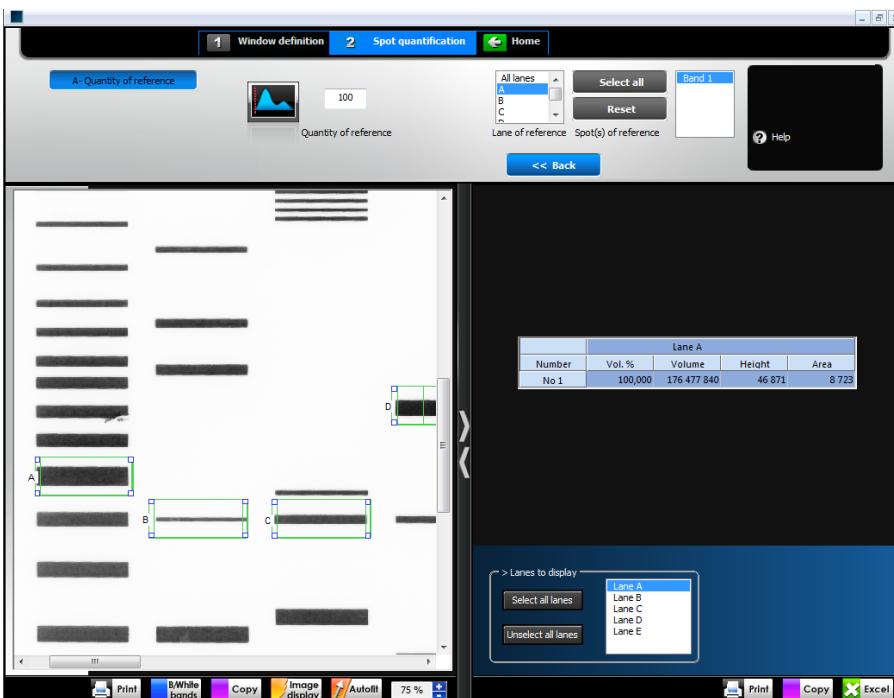 1 Window definition 2 Spot quantification Home
A- Quantity of reference
100
Quantity of reference
All lanes
A
B
C
Lane of reference
Select all
Reset
Spot(s) of reference
Band 1
<< Back
? Help
A
B
C
D
Lane A
Number Vol. % Volume Height Area
No 1 100,000 176 477 840 46 871 8 723
> Lanes to display
Select all lanes
Unselect all lanes
Lane A
Lane B
Lane C
Lane D
Lane E
Print
B/White bands
Copy
Image display
Autofit
75 %
Print
Copy
Excel